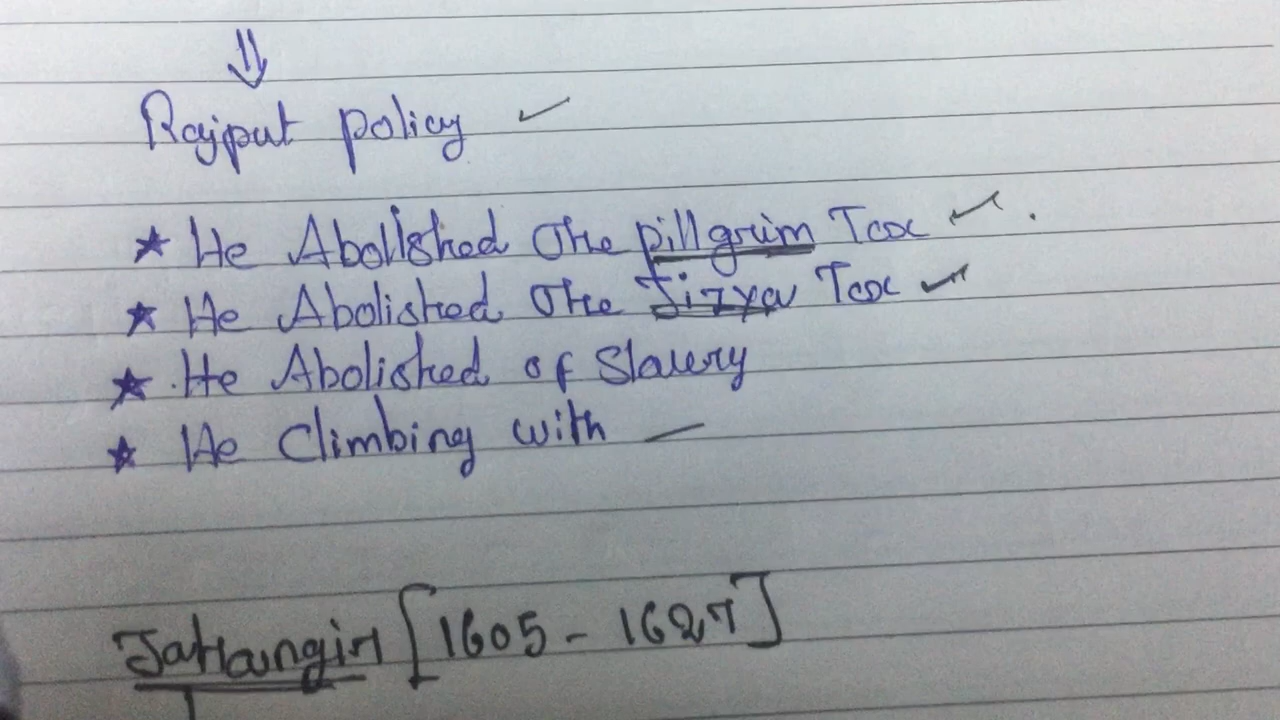 Rajput policy
He Abolished the pillgrim Tax
He Abolished the Jizya Tax
He Abolished of Slavery
He Climbing with —
Jahangir [1605 - 1627]